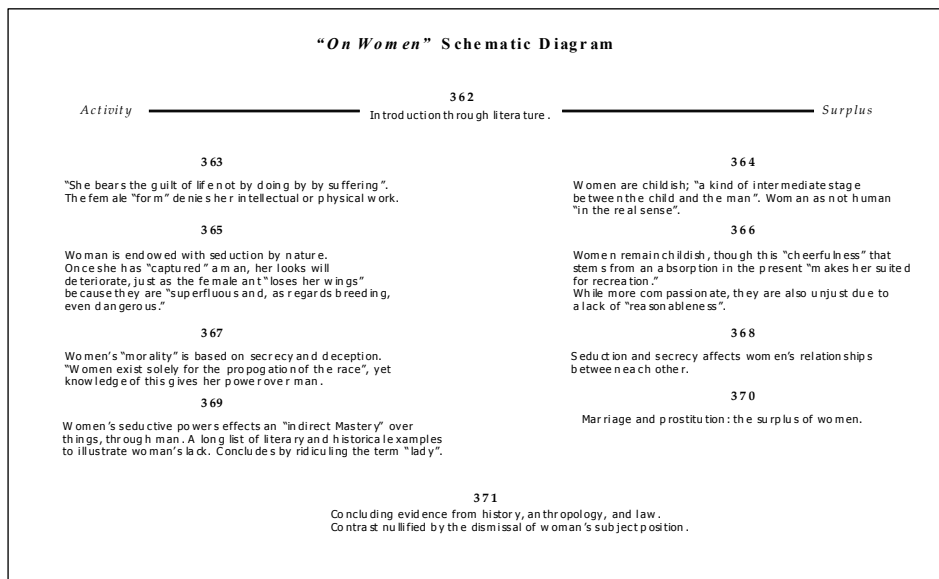 “On Women” Schematic Diagram
362
Activity
Surplus
Introduction through literature.
363
“She bears the guilt of life not by doing by by suffering”.
The female “form” denies her intellectual or physical work.
364
Women are childish; “a kind of intermediate stage
between the child and the man”. Woman as not human
“in the real sense”.
365
Woman is endowed with seduction by nature.
Once she has “captured” a man, her looks will
deteriorate, just as the female ant “loses her wings”
because they are “superfluous and, as regards breeding,
even dangerous.”
366
Women remain childish, though this “cheerfulness” that
stems from an absorption in the present “makes her suited
for recreation.”
While more compassionate, they are also unjust due to
a lack of “reasonableness”.
367
Women’s “morality” is based on secrecy and deception.
“Women exist solely for the propogation of the race”, yet
knowledge of this gives her power over man.
368
Seduction and secrecy affects women’s relationships
between each other.
369
Women’s seductive powers effects an “indirect Mastery” over
things, through man. A long list of literary and historical examples
to illustrate woman’s lack. Concludes by ridiculing the term “lady”.
370
Marriage and prostitution: the surplus of women.
371
Concluding evidence from history, anthropology, and law.
Contrast nullified by the dismissal of woman’s subject position.